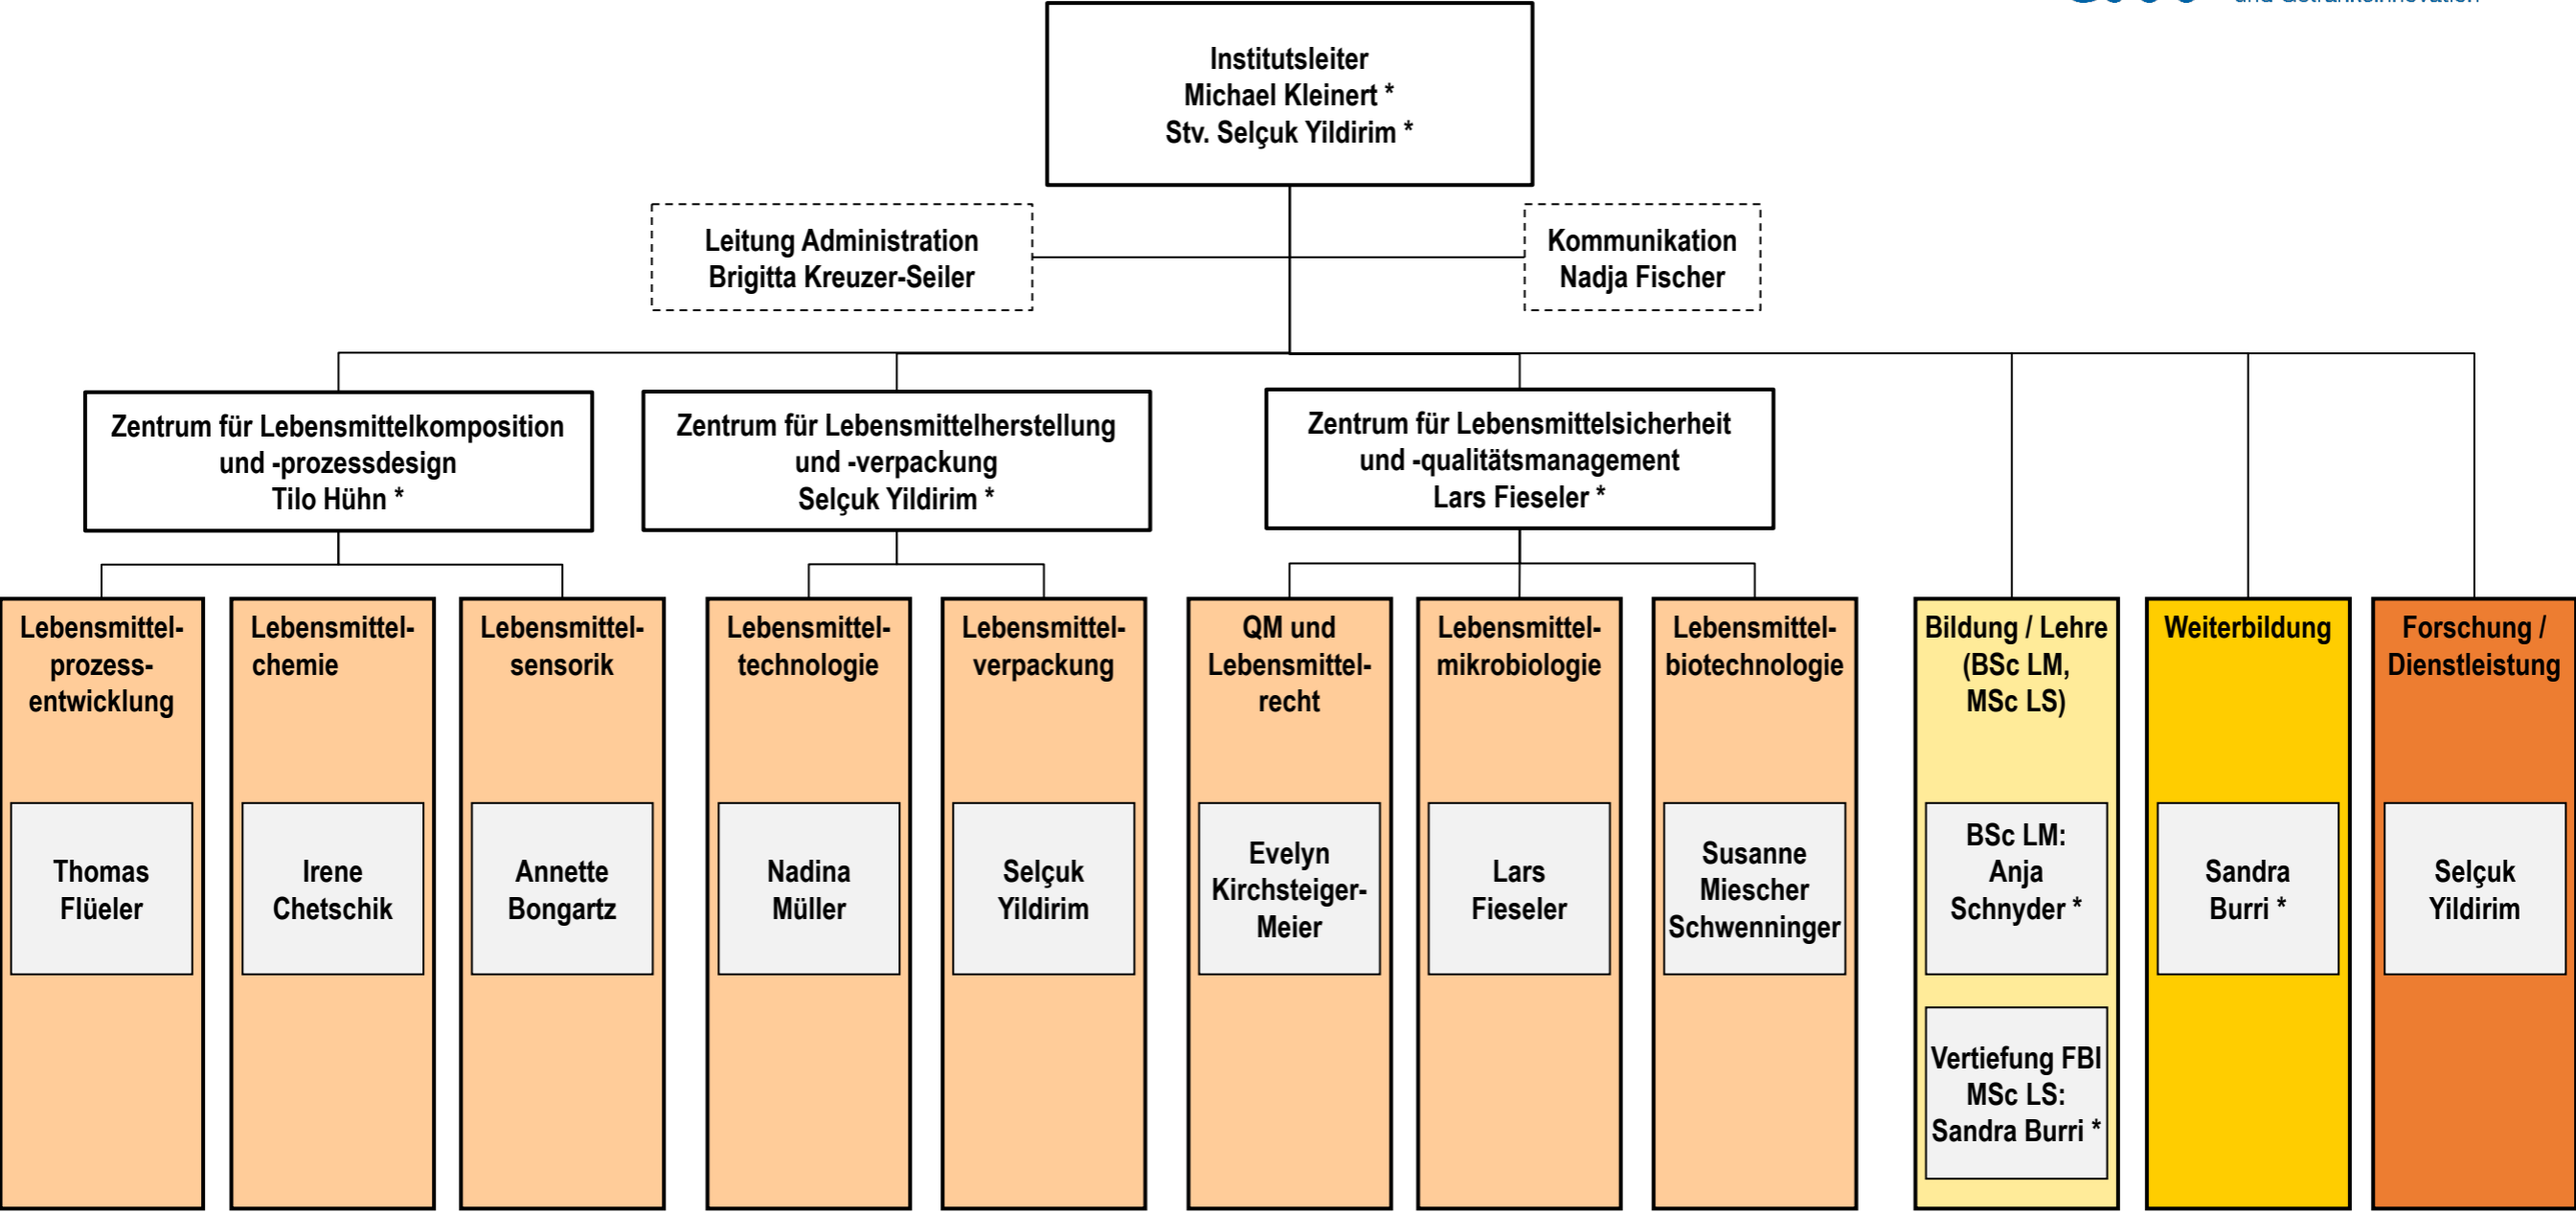 und Getränkeinnovation
Institutsleiter
Michael Kleinert *
Stv. Selçuk Yildirim *
Leitung Administration
Brigitta Kreuzer-Seiler
Kommunikation
Nadja Fischer
Zentrum für Lebensmittelkomposition
und -prozessdesign
Tilo Hühn *
Zentrum für Lebensmittelherstellung
und -verpackung
Selçuk Yildirim *
Zentrum für Lebensmittelsicherheit
und -qualitätsmanagement
Lars Fieseler *
Lebensmittel-
prozess-
entwicklung
Thomas
Flüeler
Lebensmittel-
chemie
Irene
Chetschik
Lebensmittel-
sensorik
Annette
Bongartz
Lebensmittel-
technologie
Nadina
Müller
Lebensmittel-
verpackung
Selçuk
Yildirim
QM und
Lebensmittel-
recht
Evelyn
Kirchsteiger-
Meier
Lebensmittel-
mikrobiologie
Lars
Fieseler
Lebensmittel-
biotechnologie
Susanne
Miescher
Schwenninger
Bildung / Lehre
(BSc LM,
MSc LS)
BSc LM:
Anja
Schnyder *
Vertiefung FBI
MSc LS:
Sandra Burri *
Weiterbildung
Sandra
Burri *
Forschung /
Dienstleistung
Selçuk
Yildirim